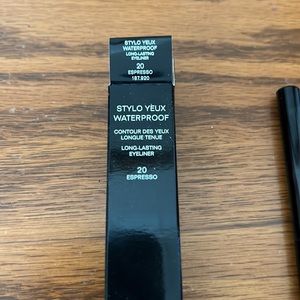 STYLO YEUX
WATERPROOF
LONG-LASTING
EYELINER
20
ESPRESSO
187.920
STYLO YEUX
WATERPROOF
CONTOUR DES YEUX
LONGUE TENUE
LONG-LASTING
EYELINER
20
ESPRESSO